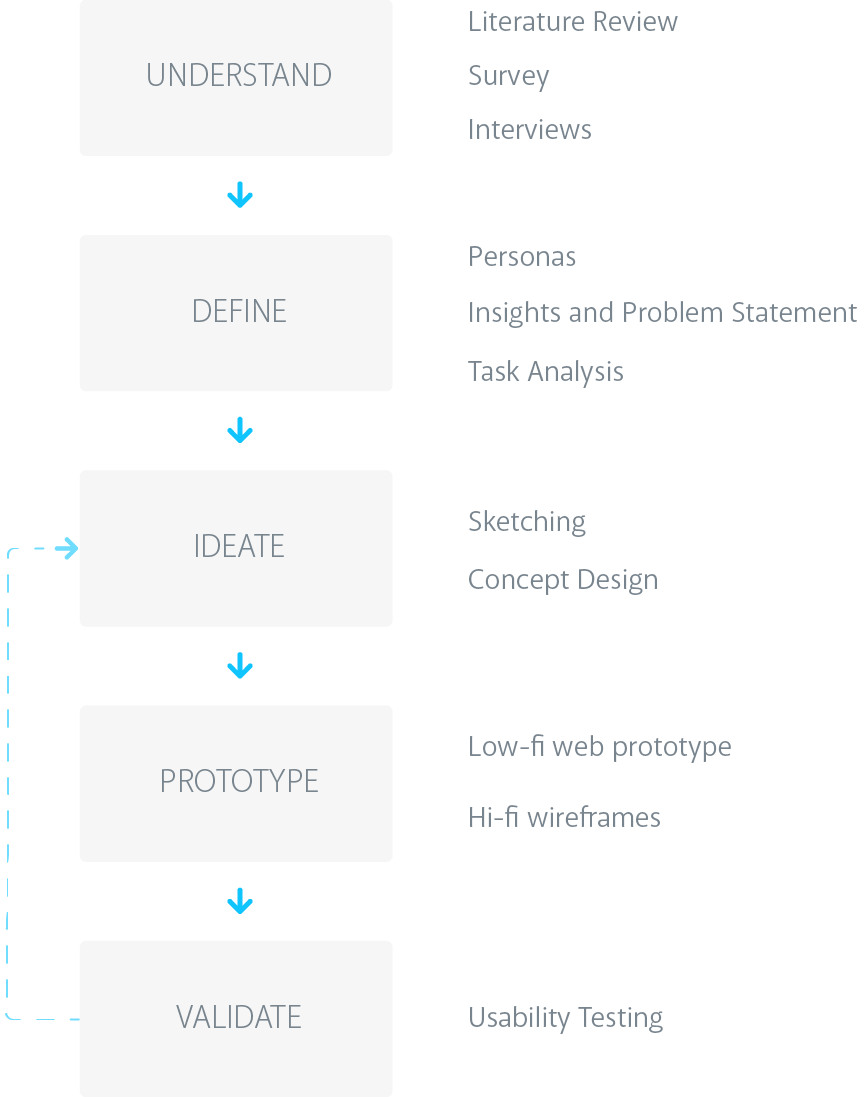 UNDERSTAND
Literature Review
Survey
Interviews
DEFINE
Personas
Insights and Problem Statement
Task Analysis
IDEATE
Sketching
Concept Design
PROTOTYPE
Low-fi web prototype
Hi-fi wireframes
VALIDATE
Usability Testing